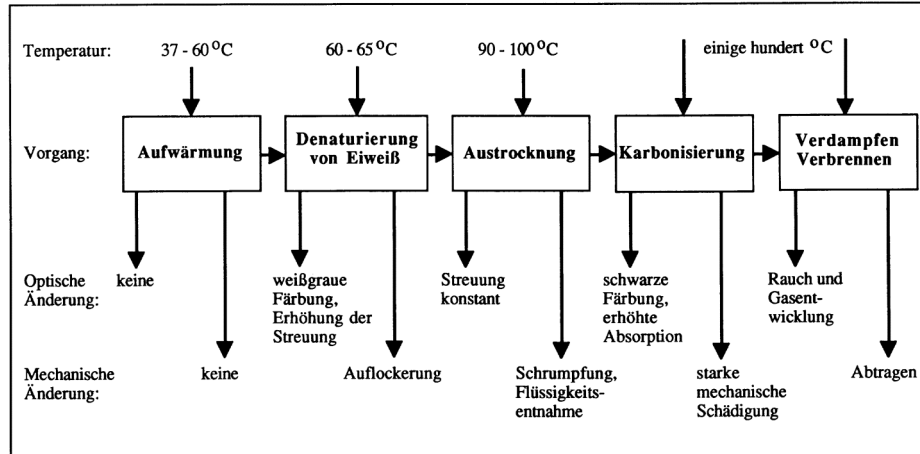 Temperatur: 37 - 60 °C 60 - 65 °C 90 - 100 °C einige hundert °C
Vorgang: Aufwärmung Denaturierung von Eiweiß Austrocknung Karbonisierung Verdampfen Verbrennen
Optische Änderung:
keine
weißgraue
Färbung,
Erhöhung der
Streuung
Streuung
konstant
schwarze
Färbung,
erhöhte
Absorption
Rauch und
Gasent-
wicklung
Mechanische
Änderung:
keine
Auflockerung
Schrumpfung,
Flüssigkeits-
entnahme
starke
mechanische
Schädigung
Abtragen